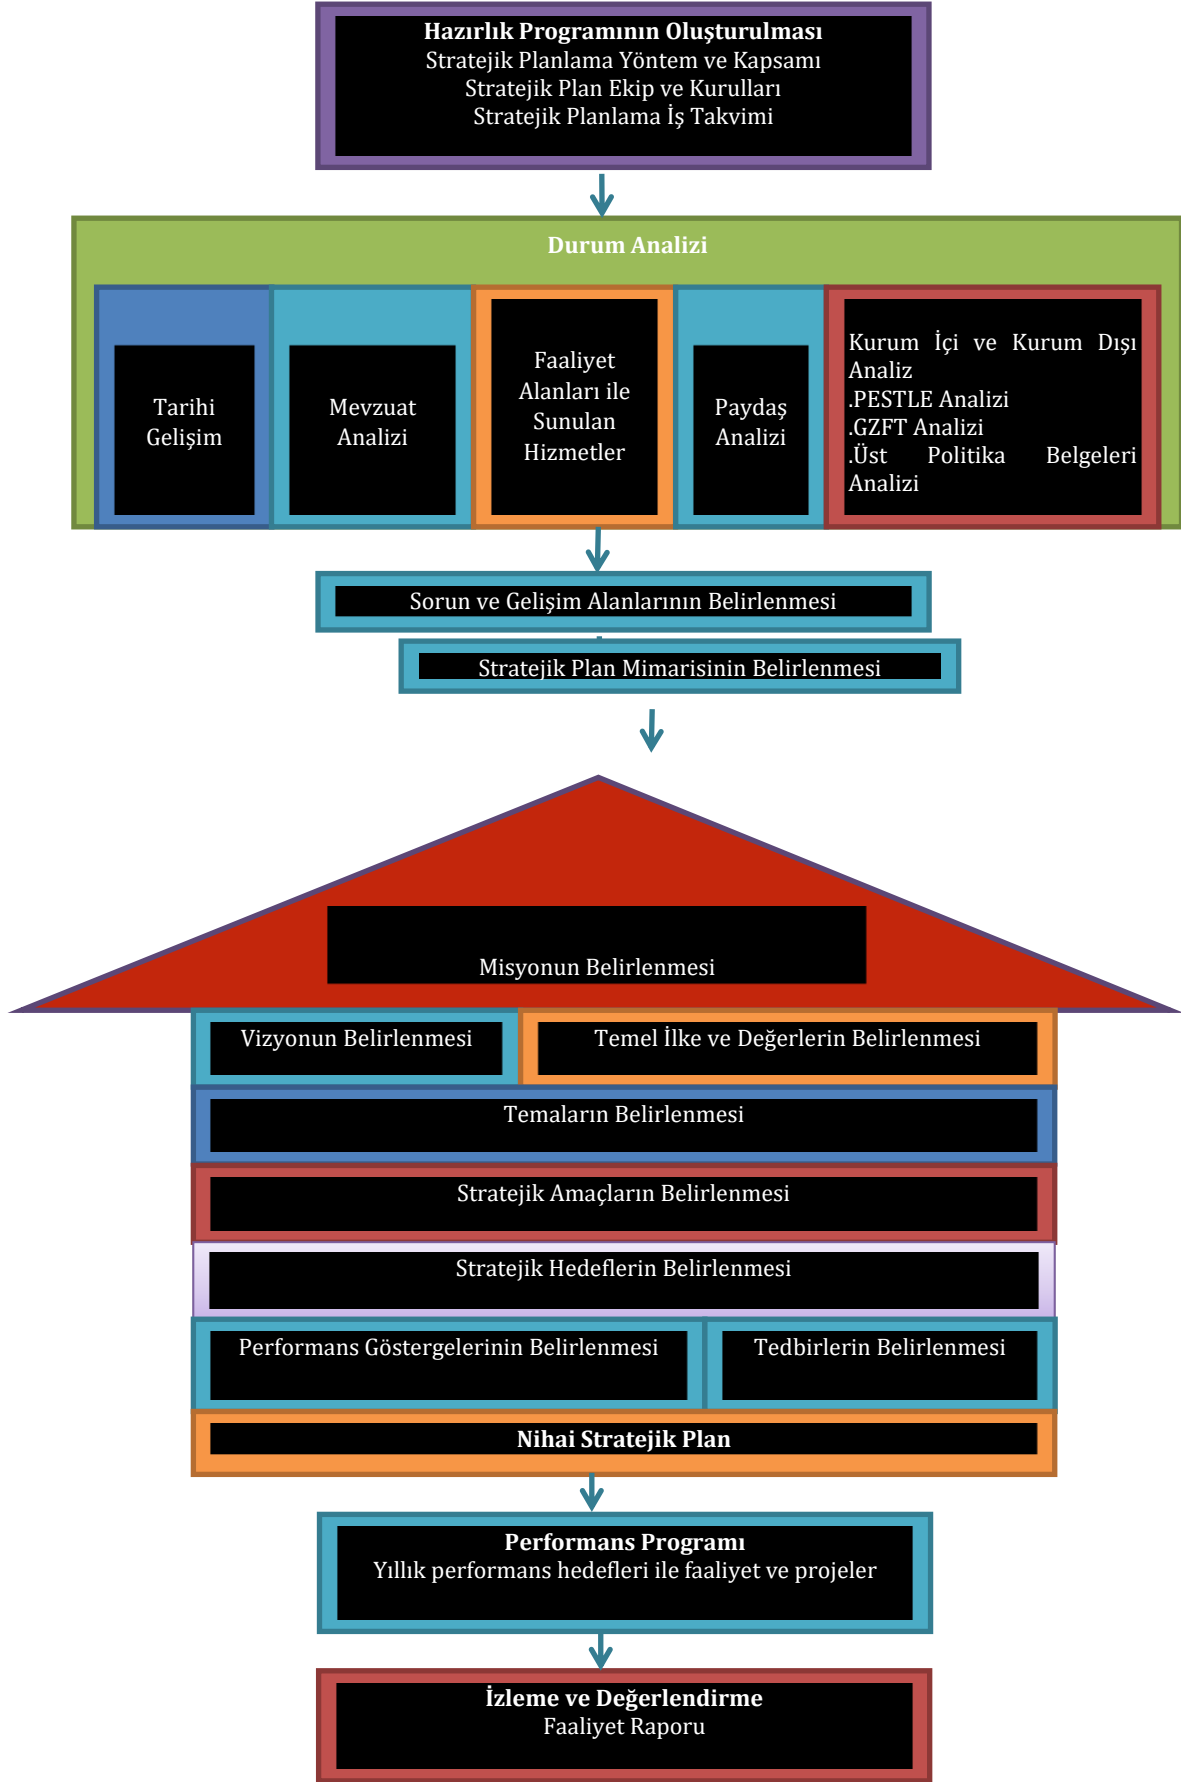 Hazırlık Programının Oluşturulması
Stratejik Planlama Yöntem ve Kapsamı
Stratejik Plan Ekip ve Kurulları
Stratejik Planlama İş Takvimi
Durum Analizi
Tarihi
Gelişim
Mevzuat
Analizi
Faaliyet
Alanları ile
Sunulan
Hizmetler
Paydaş
Analizi
Kurum İçi ve Kurum Dışı
Analiz
.PESTLE Analizi
.GZFT Analizi
.Üst Politika Belgeleri
Analizi
Sorun ve Gelişim Alanlarının Belirlenmesi
Stratejik Plan Mimarisinin Belirlenmesi
Misyonun Belirlenmesi
Vizyonun Belirlenmesi
Temel İlke ve Değerlerin Belirlenmesi
Temaların Belirlenmesi
Stratejik Amaçların Belirlenmesi
Stratejik Hedeflerin Belirlenmesi
Performans Göstergelerinin Belirlenmesi
Tedbirlerin Belirlenmesi
Nihai Stratejik Plan
Performans Programı
Yıllık performans hedefleri ile faaliyet ve projeler
İzleme ve Değerlendirme
Faaliyet Raporu